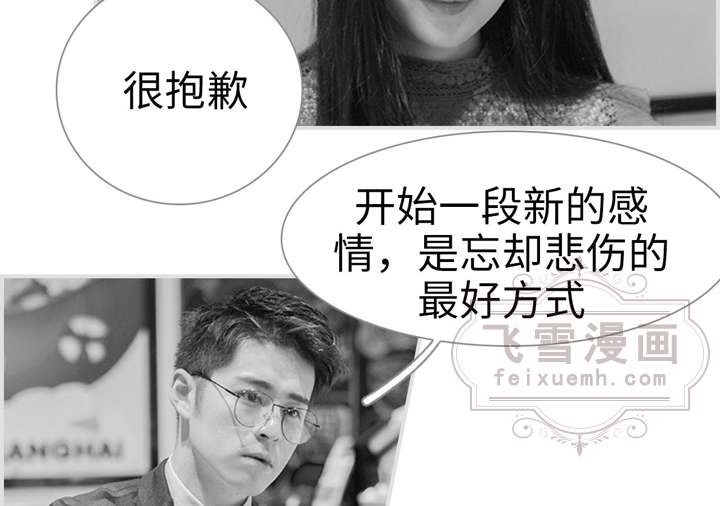 很抱歉
开始一段新的感
情，是忘却悲伤的
最好方式
飞雪漫画
feixuemh.com
ANGHAI